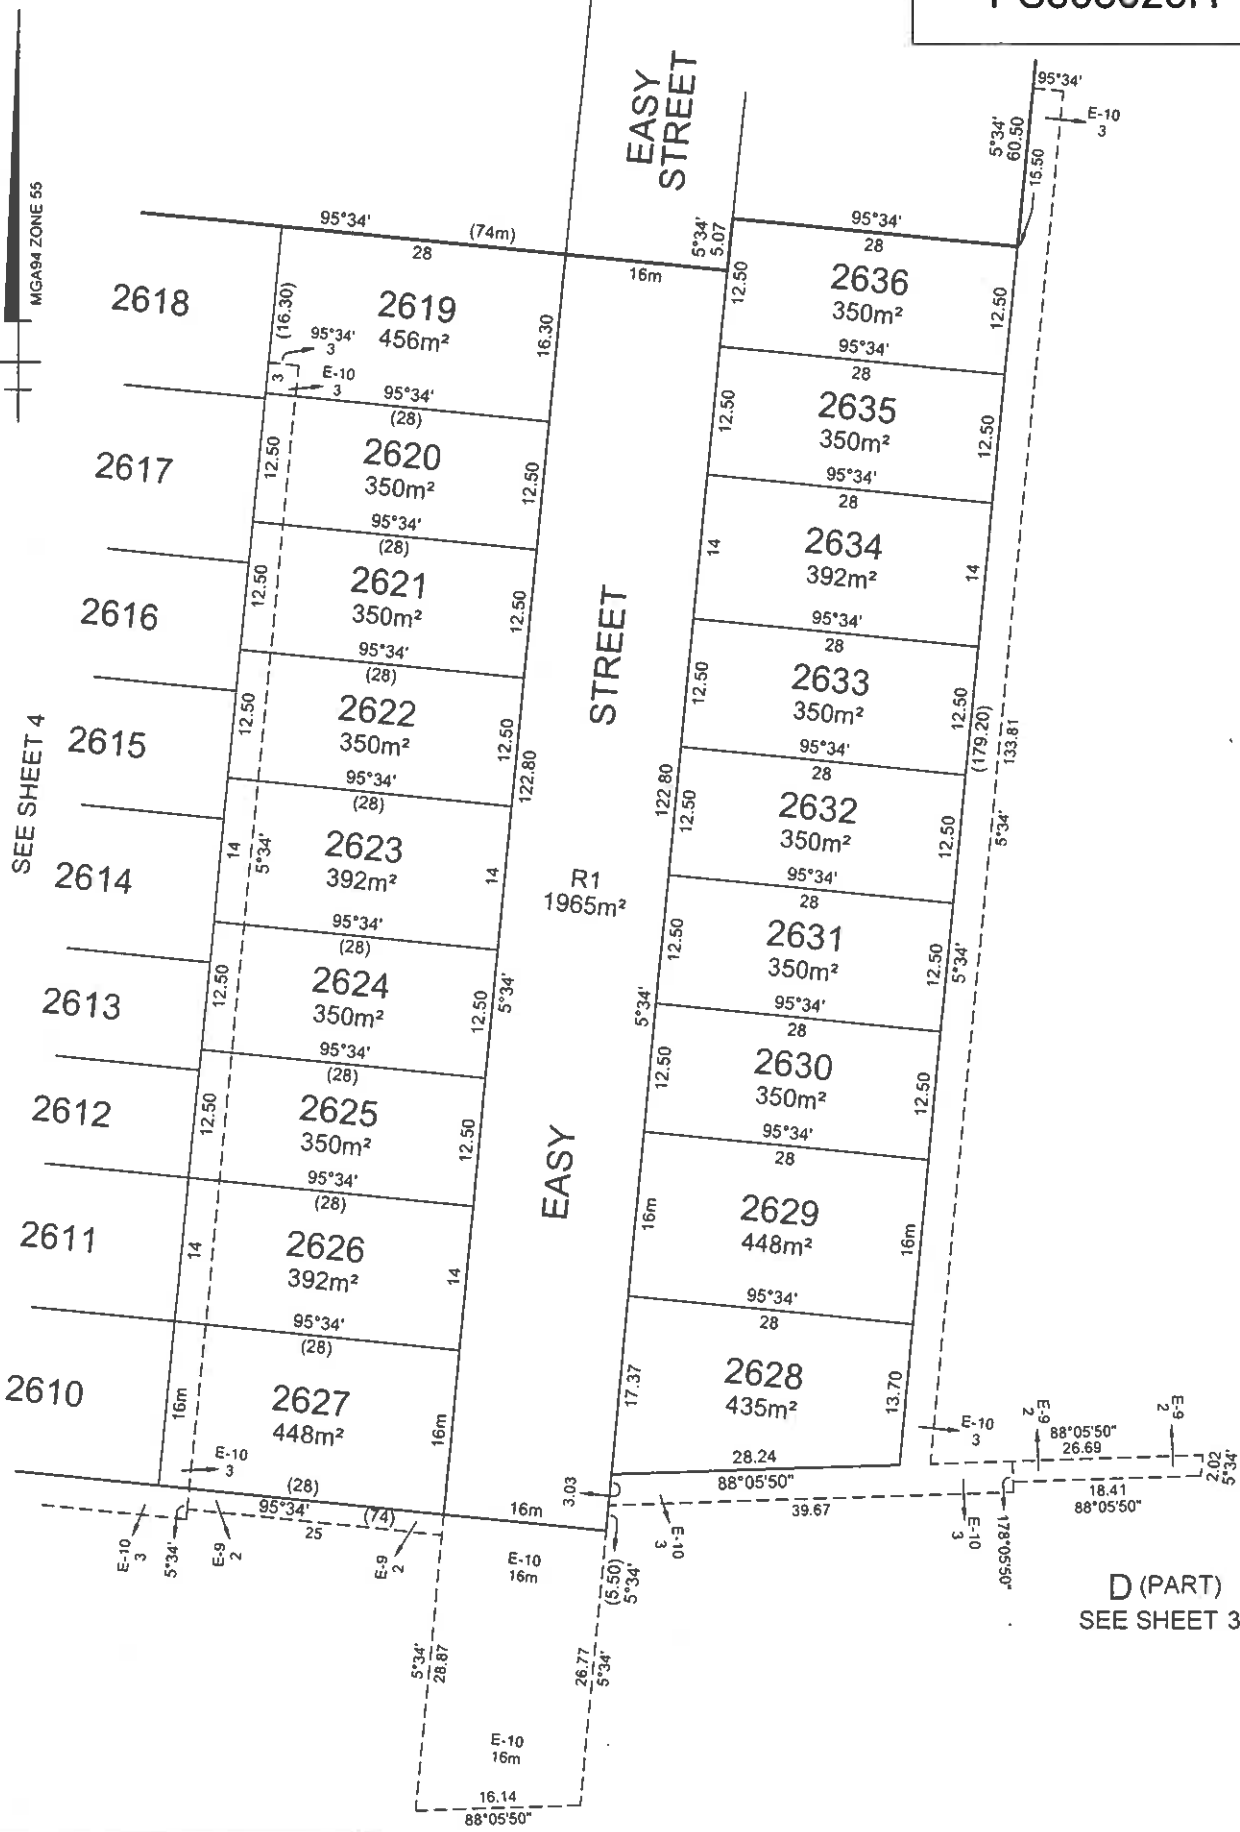 MGA94 ZONE 55
SEE SHEET 4
EASY
STREET
95°34'
28
(74m)
16m
5°34'
5.07
95°34'
28
95°34'
E-10
3
5°34'
60.50
15.50
2618
(16.30)
2619
456m²
16.30
95°34'
3
3
E-10
3
95°34'
(28)
12.50
2636
350m²
12.50
95°34'
28
2617
12.50
2620
350m²
12.50
95°34'
(28)
12.50
2635
350m²
12.50
95°34'
28
2616
12.50
2621
350m²
12.50
95°34'
(28)
14
2634
392m²
14
95°34'
28
STREET
2615
12.50
2622
350m²
12.50
122.80
95°34'
(28)
12.50
2633
350m²
12.50
(179.20)
133.81
95°34'
28
2614
14
5°34'
2623
392m²
14
95°34'
(28)
122.80
12.50
2632
350m²
12.50
5°34'
95°34'
28
R1
1965m²
2613
12.50
2624
350m²
12.50
5°34'
95°34'
(28)
12.50
2631
350m²
12.50
5°34'
95°34'
28
5°34'
2612
12.50
2625
350m²
12.50
95°34'
(28)
12.50
2630
350m²
12.50
95°34'
28
EASY
2611
14
2626
392m²
14
95°34'
(28)
16m
2629
448m²
16m
95°34'
28
2610
16m
2627
448m²
16m
E-10
3
(28)
95°34'
25
(74)
16m
17.37
2628
435m²
13.70
28.24
88°05'50"
3.03
39.67
E-10
3
E-9
2
88°05'50"
26.69
E-9
2
2.02
5°34'
18.41
88°05'50"
E-10
3
5°34'
E-9
2
E-9
2
E-10
16m
(5.50)
5°34'
E-10
3
E-10
3
178°05'50"
D (PART)
SEE SHEET 3
5°34'
28.87
26.77
5°34'
E-10
16m
16.14
88°05'50"